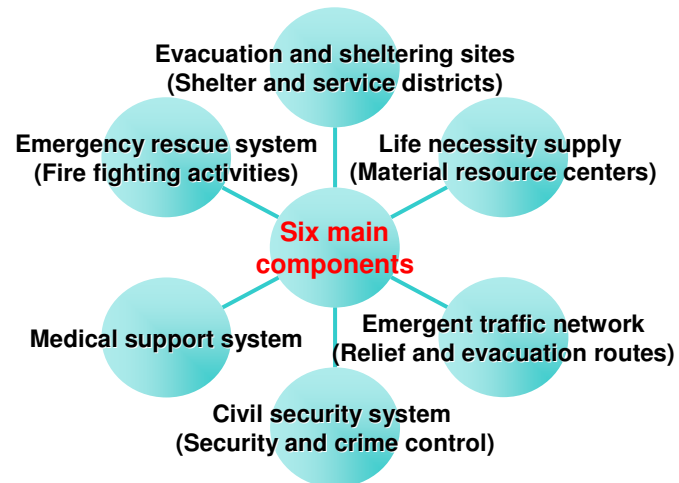 Evacuation and sheltering sites
(Shelter and service districts)
Emergency rescue system
(Fire fighting activities)
Life necessity supply
(Material resource centers)
Six main
components
Medical support system
Emergent traffic network
(Relief and evacuation routes)
Civil security system
(Security and crime control)